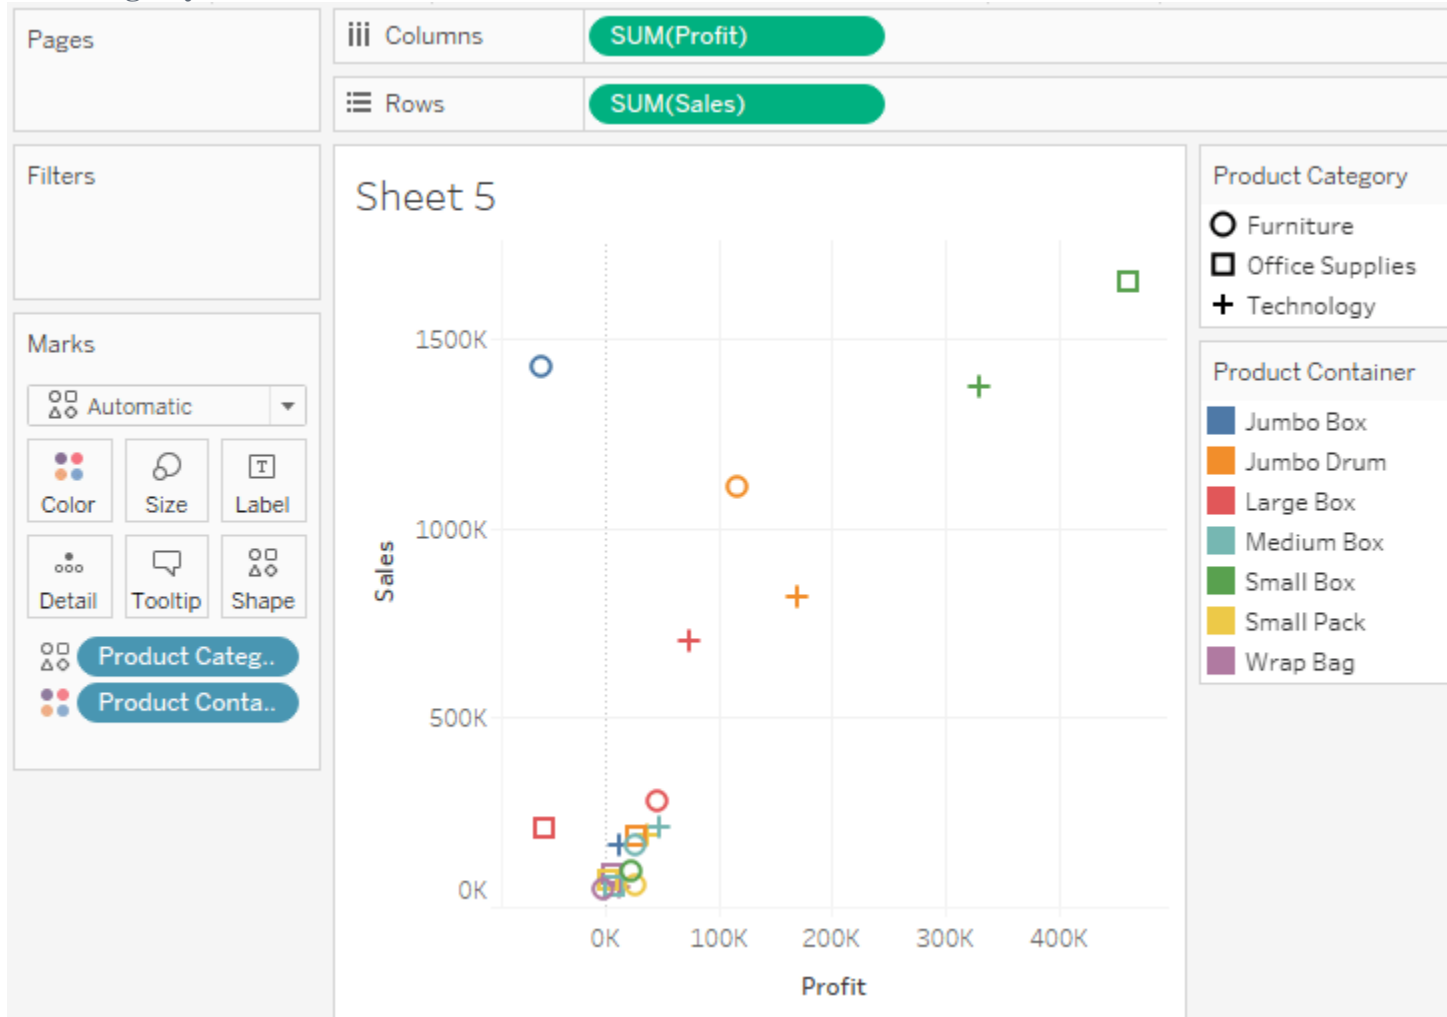 Pages
Columns
SUM(Profit)
Rows
SUM(Sales)
Filters
Marks
Automatic
Color
Size
Label
Detail
Tooltip
Shape
Product Categ..
Product Conta..
Sheet 5
1500K
1000K
500K
0K
Sales
0K
100K
200K
300K
400K
Profit
Product Category
Furniture
Office Supplies
Technology
Product Container
Jumbo Box
Jumbo Drum
Large Box
Medium Box
Small Box
Small Pack
Wrap Bag